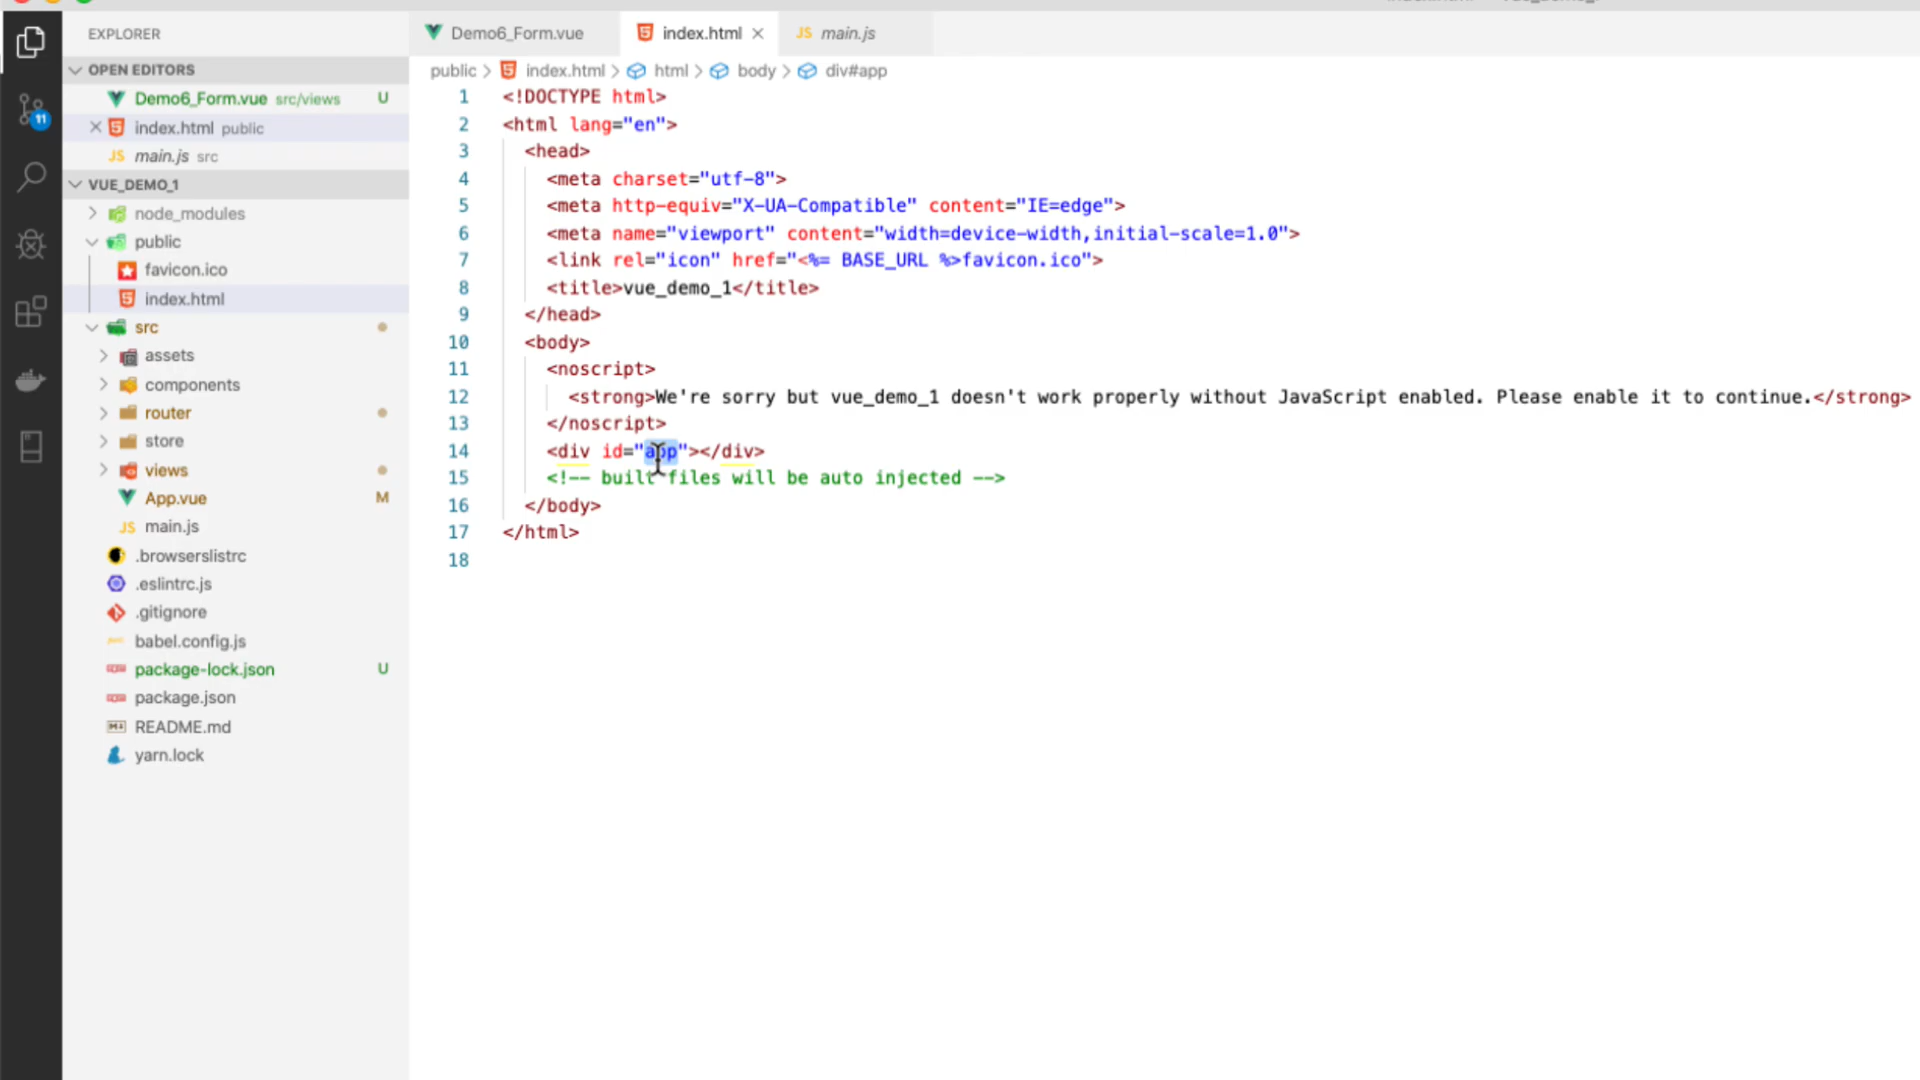 EXPLORER
OPEN EDITORS
Demo6_Form.vue src/views U
index.html public
JS main.js src
VUE_DEMO_1
node_modules
public
favicon.ico
index.html
src
assets
components
router
store
views
App.vue M
JS main.js
.browserslistrc
.eslintrc.js
.gitignore
babel.config.js
package-lock.json U
package.json
README.md
yarn.lock
11
Demo6_Form.vue
index.html
JS main.js
public > index.html > html > body > div#app
1 <!DOCTYPE html>
2 <html lang="en">
3 <head>
4 <meta charset="utf-8">
5 <meta http-equiv="X-UA-Compatible" content="IE=edge">
6 <meta name="viewport" content="width=device-width,initial-scale=1.0">
7 <link rel="icon" href="<%= BASE_URL %>favicon.ico">
8 <title>vue_demo_1</title>
9 </head>
10 <body>
11 <noscript>
12 <strong>We're sorry but vue_demo_1 doesn't work properly without JavaScript enabled. Please enable it to continue.</strong>
13 </noscript>
14 <div id="app"></div>
15 <!-- built files will be auto injected -->
16 </body>
17 </html>
18